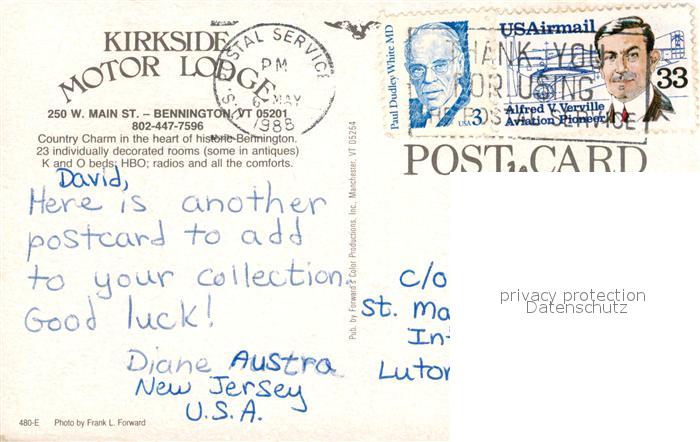 KIRKSIDE
MOTOR LODGE
250 W. MAIN ST. – BENNINGTON, VT 05201
802-447-7596
Country Charm in the heart of historic Bennington.
23 individually decorated rooms (some in antiques)
K and O beds; HBO; radios and all the comforts.
POSTAL SERVICE
PM
6 MAY
1988
Paul Dudley White MD
USA 3
USAirmail
33
Alfred V. Verville
Aviation Pioneer
THANK YOU
FOR USING
SERVICE
POST CARD
David,
Here is another
postcard to add
to your collection.
Good luck!
Diane Austra
New Jersey
U.S.A.
Pub. by Forward's Color Productions, Inc., Manchester, VT 05254
c/o
St. Ma
In
Luton
privacy protection
Datenschutz
480-E Photo by Frank L. Forward